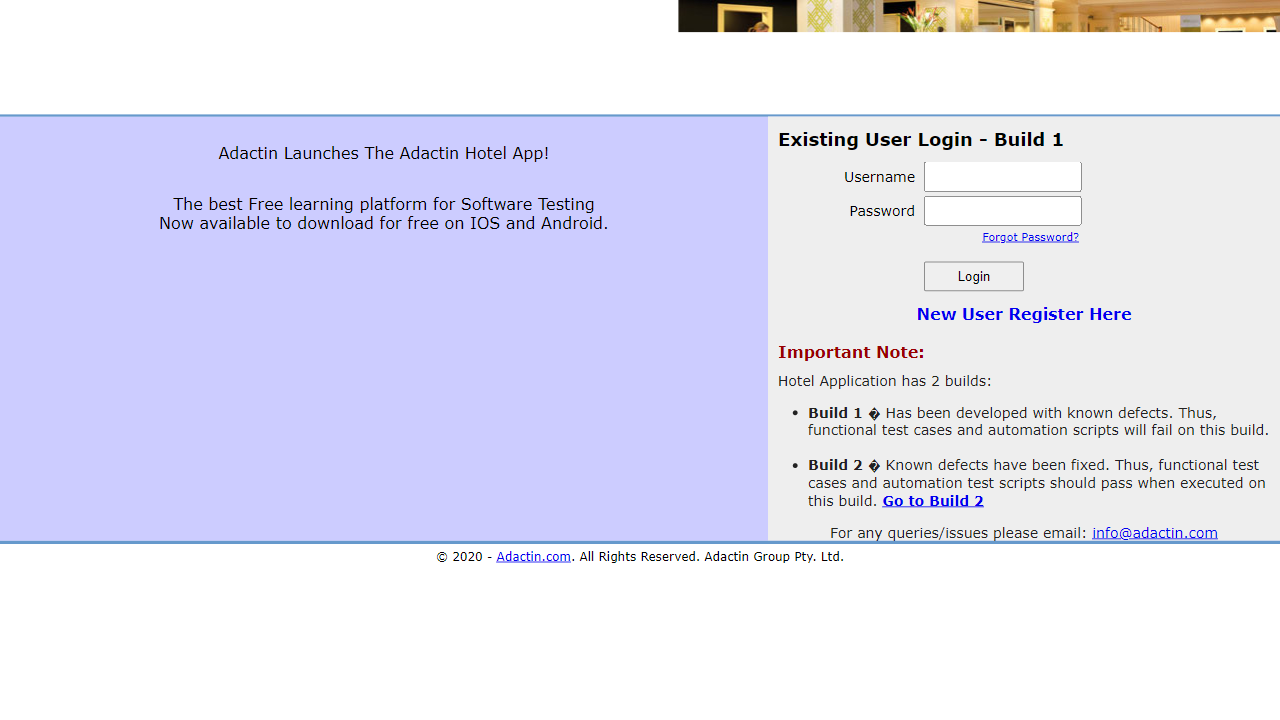 Adactin Launches The Adactin Hotel App!
The best Free learning platform for Software Testing
Now available to download for free on IOS and Android.
Existing User Login - Build 1
Username
Password
Forgot Password?
Login
New User Register Here
Important Note:
Hotel Application has 2 builds:
• Build 1 � Has been developed with known defects. Thus,
functional test cases and automation scripts will fail on this build.
• Build 2 � Known defects have been fixed. Thus, functional test
cases and automation test scripts should pass when executed on
this build. Go to Build 2
For any queries/issues please email: info@adactin.com
© 2020 - Adactin.com. All Rights Reserved. Adactin Group Pty. Ltd.